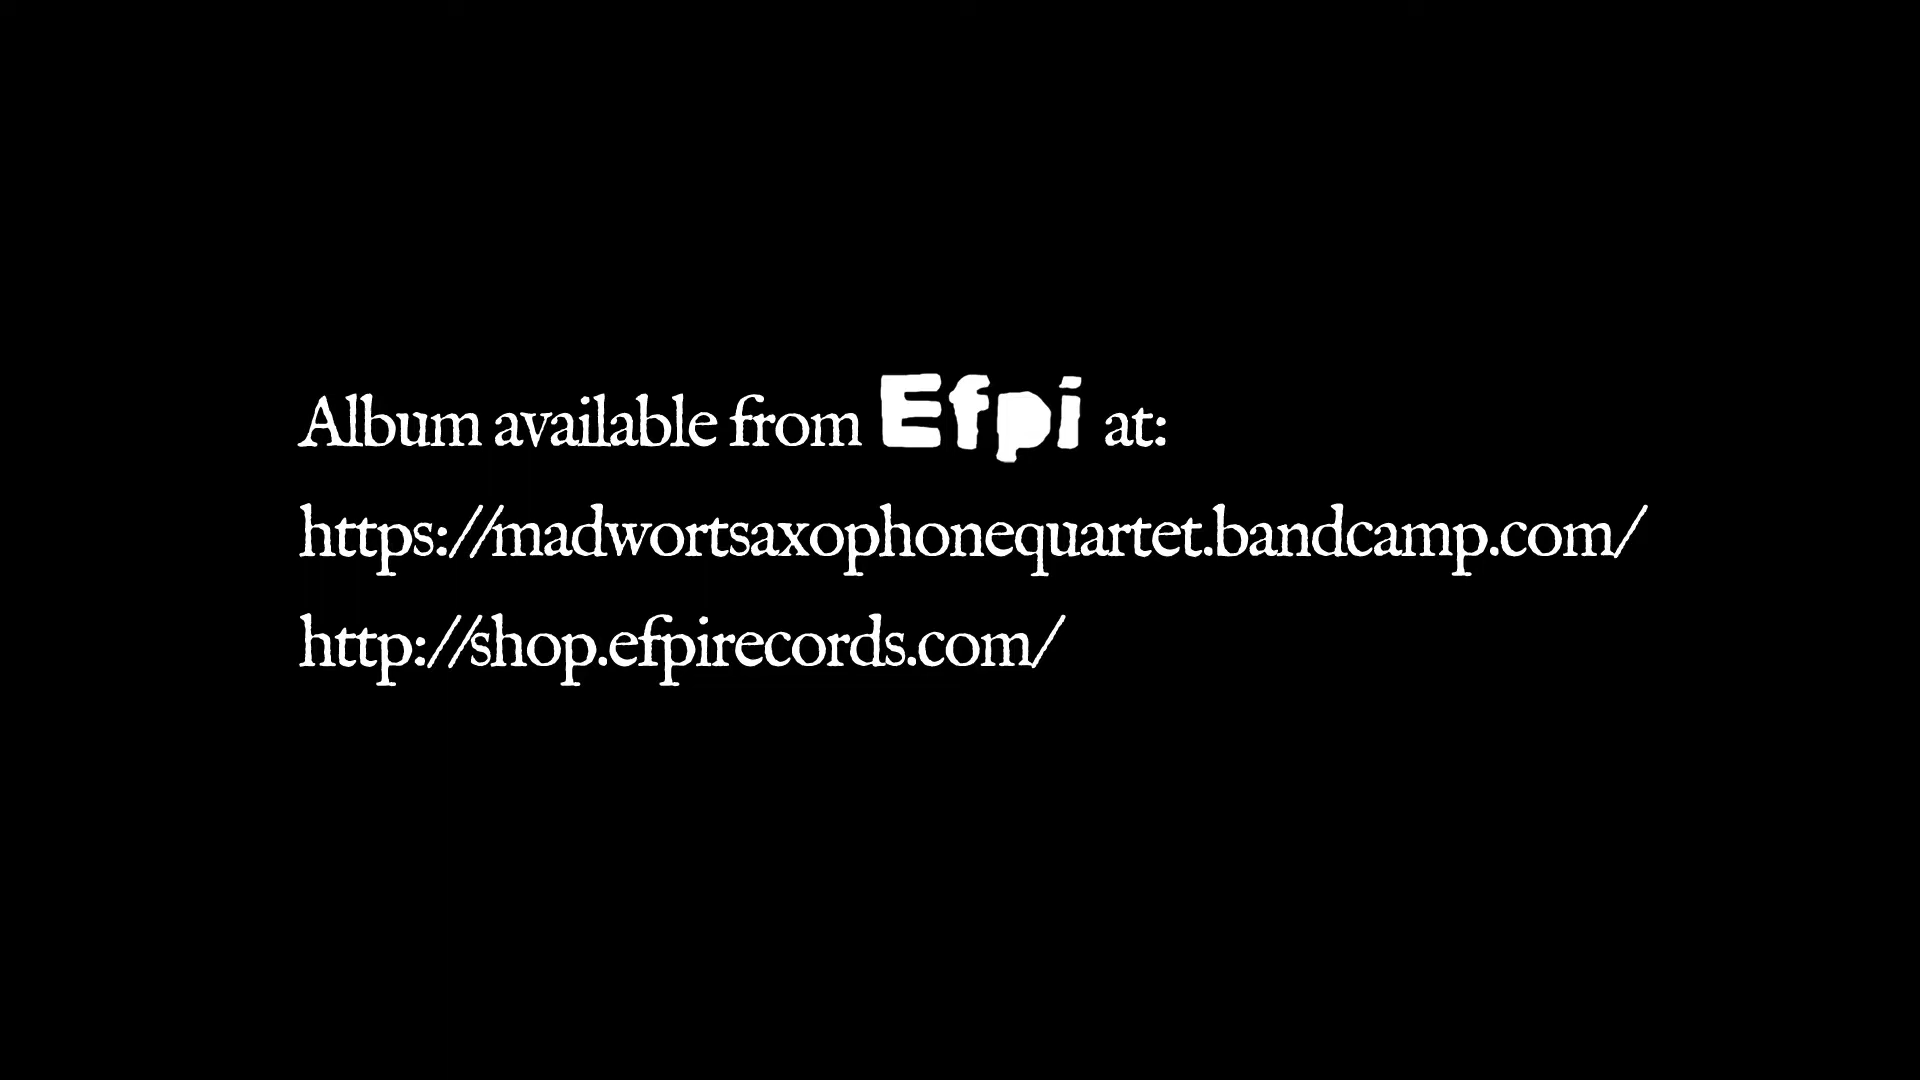 Album available from Efpi at:
https://madwortsaxophonequartet.bandcamp.com/
http://shop.efpirecords.com/